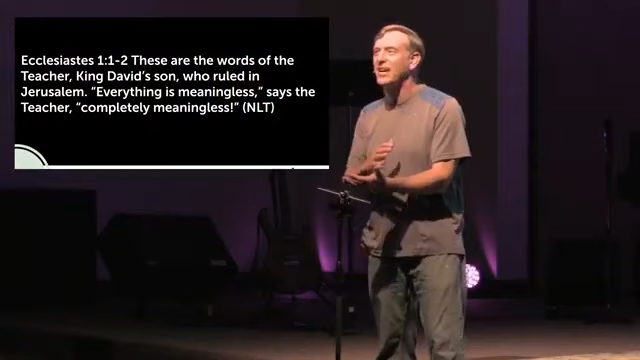 Ecclesiastes 1:1-2 These are the words of the
Teacher, King David's son, who ruled in
Jerusalem. “Everything is meaningless,” says the
Teacher, “completely meaningless!” (NLT)